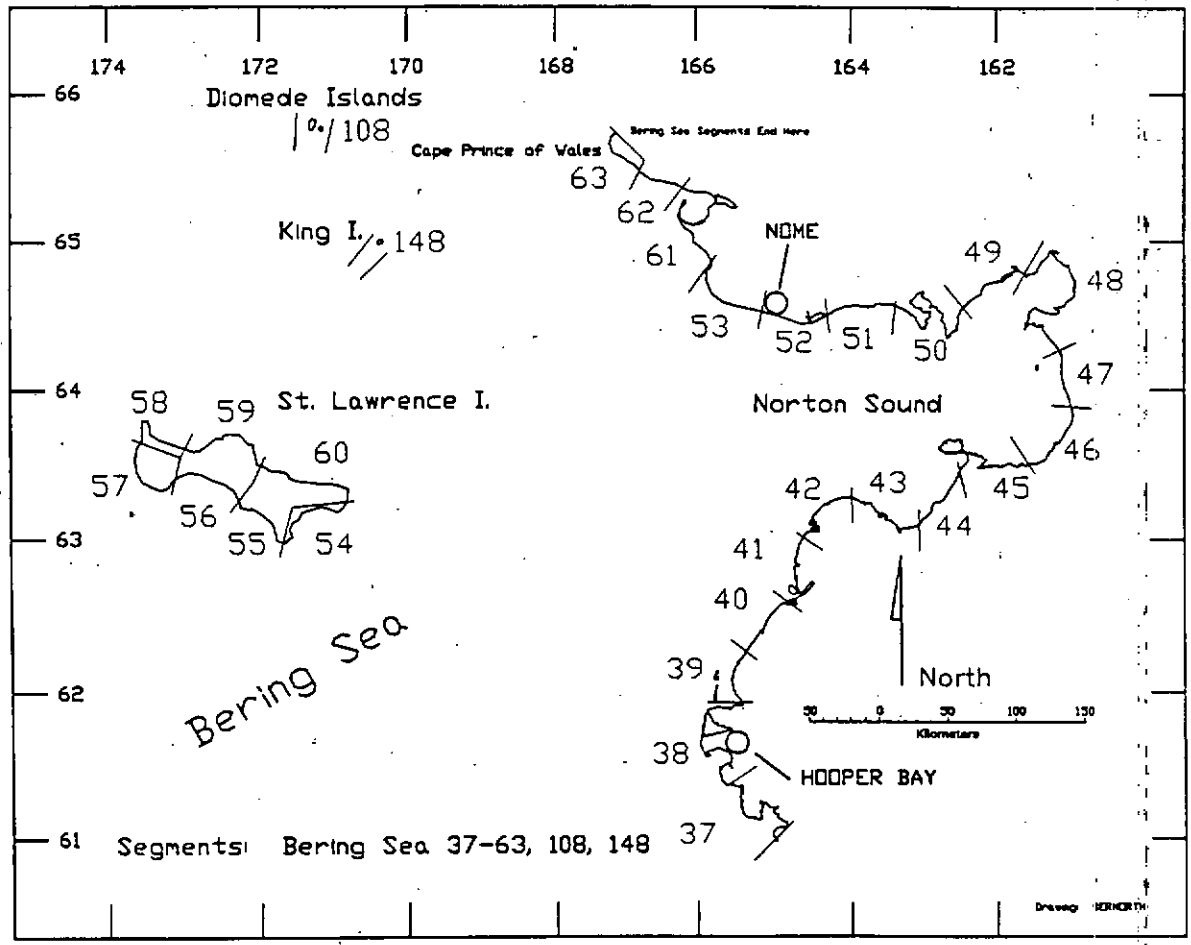 174 172 170 168 166 164 162
66
Diomede Islands
108
Bering Sea Segments End Here
Cape Prince of Wales
63
62
65
King I.
148
NOME
61
49
48
53
52
51
50
47
64
58
59
St. Lawrence I.
Norton Sound
60
57
46
56
42
43
45
55
54
44
63
41
40
Bering Sea
39
North
62
50 0 50 100 150
Kilometers
38
HOOPER BAY
37
61
Segments: Bering Sea 37-63, 108, 148